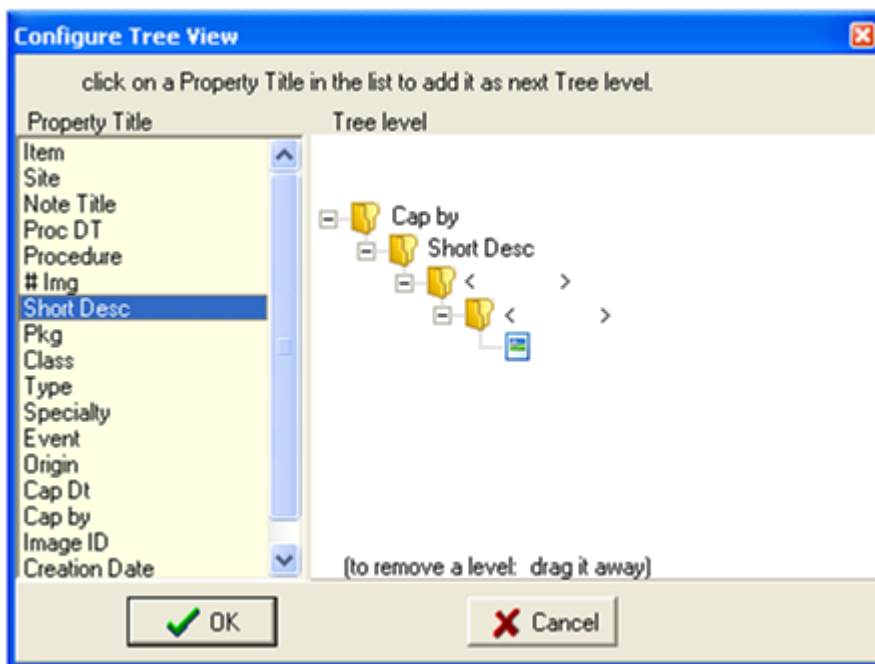 Configure Tree View
click on a Property Title in the list to add it as next Tree level.
Property Title
Tree level
Item
Site
Note Title
Proc DT
Procedure
# Img
Short Desc
Pkg
Class
Type
Specialty
Event
Origin
Cap Dt
Cap by
Image ID
Creation Date
Cap by
Short Desc
< >
< >
(to remove a level: drag it away)
OK
Cancel